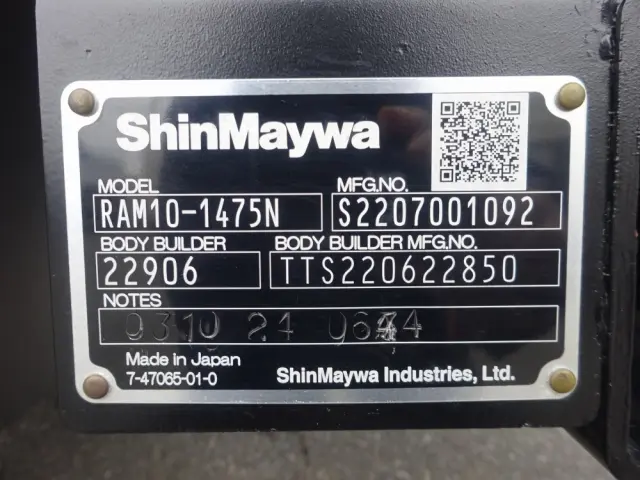 ShinMaywa
MODEL MFG.NO.
RAM10-1475N S2207001092
BODY BUILDER BODY BUILDER MFG.NO.
22906 TTS220622850
NOTES
0310 24
Made in Japan
7-47065-01-0 ShinMaywa Industries, Ltd.